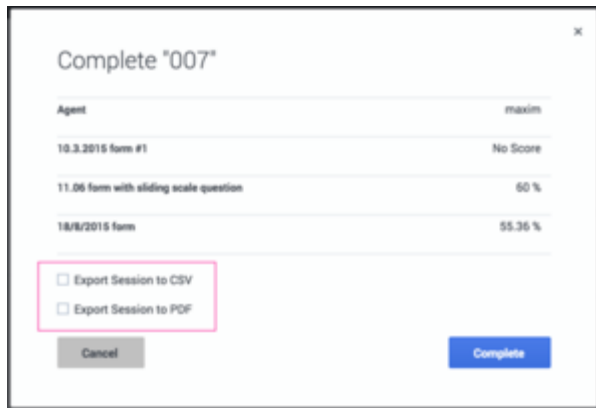 ×
Complete "007"
Agent maxim
10.3.2015 form #1 No Score
11.06 form with sliding scale question 60 %
18/8/2015 form 55.36 %
Export Session to CSV
Export Session to PDF
Cancel Complete